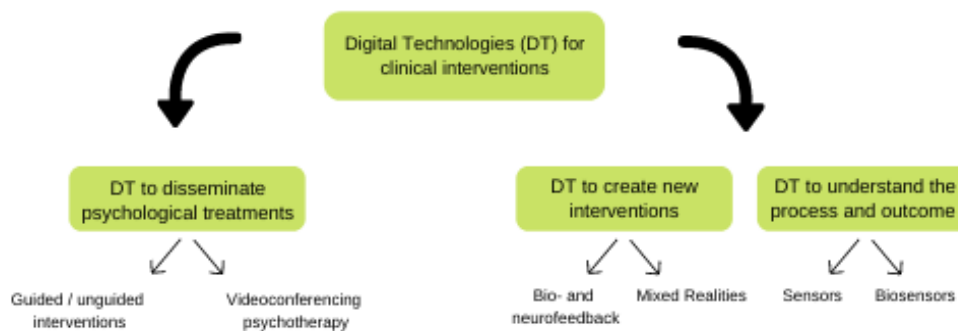 Digital Technologies (DT) for
clinical interventions
DT to disseminate
psychological treatments
DT to create new
interventions
DT to understand the
process and outcome
Guided / unguided
interventions
Videoconferencing
psychotherapy
Bio- and
neurofeedback
Mixed Realities
Sensors
Biosensors